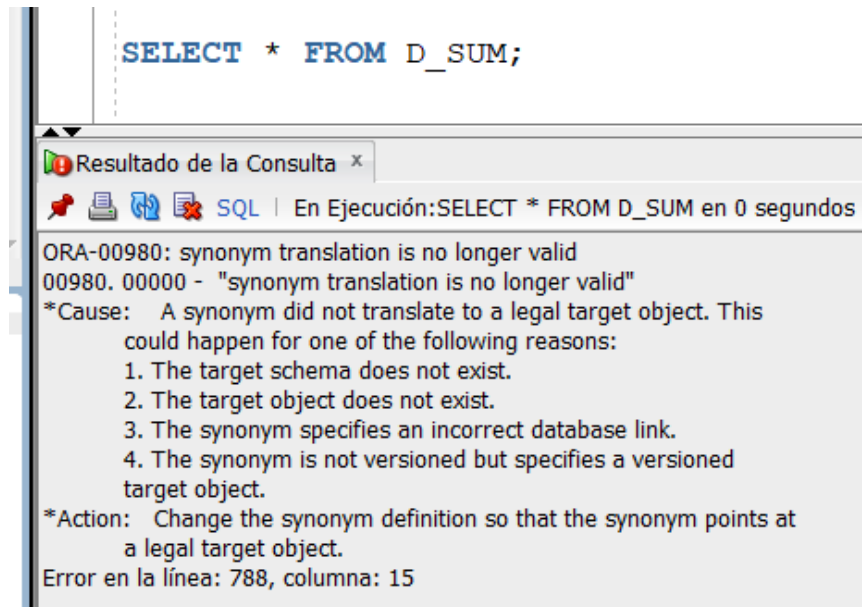 SELECT * FROM D_SUM;
Resultado de la Consulta x
SQL | En Ejecución:SELECT * FROM D_SUM en 0 segundos
ORA-00980: synonym translation is no longer valid
00980. 00000 -  "synonym translation is no longer valid"
*Cause:    A synonym did not translate to a legal target object. This
could happen for one of the following reasons:
1. The target schema does not exist.
2. The target object does not exist.
3. The synonym specifies an incorrect database link.
4. The synonym is not versioned but specifies a versioned
target object.
*Action:   Change the synonym definition so that the synonym points at
a legal target object.
Error en la línea: 788, columna: 15